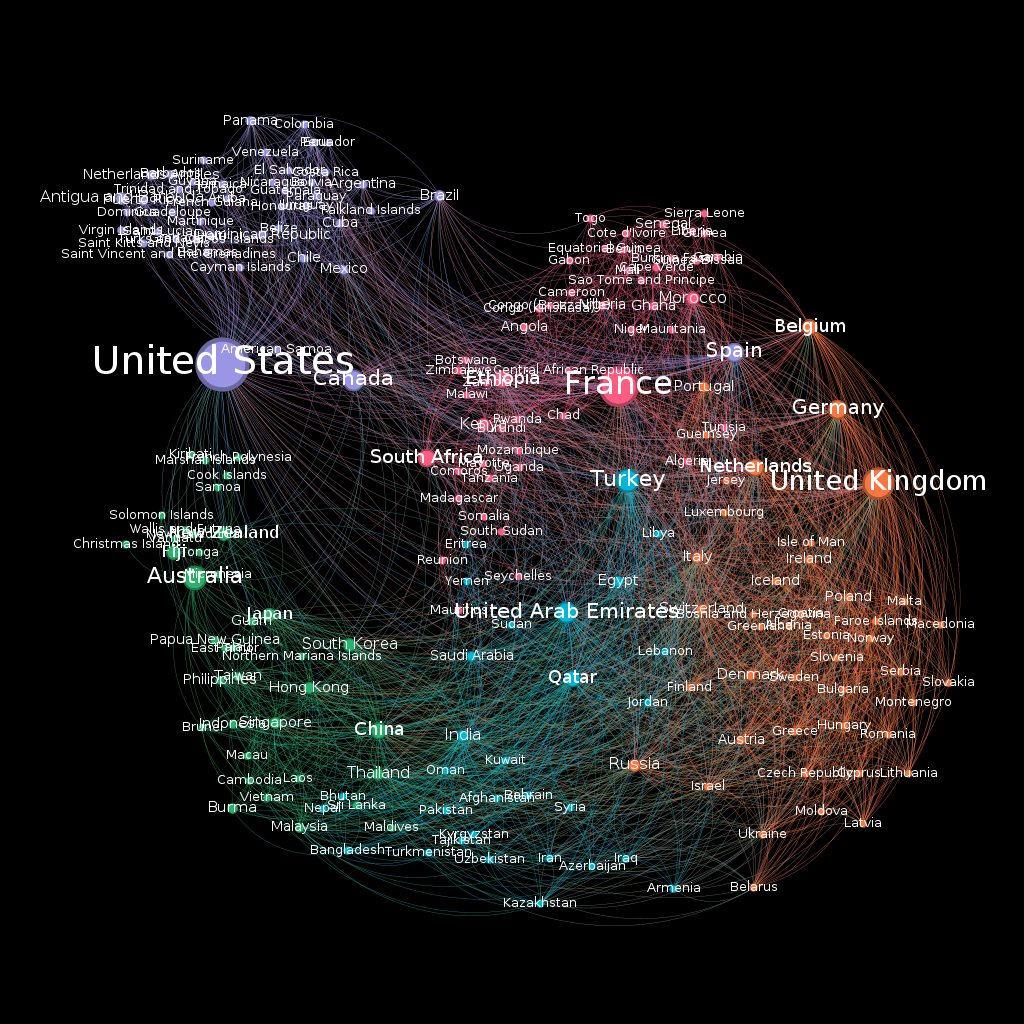 Panama
Colombia
Ecuador
Venezuela
Suriname
El Salvador
Costa Rica
Netherlands Antilles
Guyana
Nicaragua
Bolivia
Argentina
Trinidad and Tobago
Guatemala
Paraguay
Brazil
Antigua and Barbuda
Aruba
Honduras
Uruguay
Falkland Islands
Dominica
Guadeloupe
Martinique
Cuba
Virgin Islands
Belize
Dominican Republic
Saint Kitts and Nevis
Saint Vincent and the Grenadines
Bahamas
Chile
Cayman Islands
Mexico
Togo
Sierra Leone
Senegal
Cote d'Ivoire
Guinea
Equatorial Guinea
Benin
Gabon
Mali
Cape Verde
Sao Tome and Principe
Cameroon
Morocco
Congo (Brazzaville)
Congo (Kinshasa)
Nigeria
Ghana
Angola
Niger
Mauritania
Belgium
United States
American Samoa
Canada
Spain
Botswana
Zimbabwe
Central African Republic
Ethiopia
Zambia
France
Portugal
Malawi
Germany
Chad
Rwanda
Kenya
Burundi
Tunisia
Guernsey
Kiribati
French Polynesia
Marshall Islands
South Africa
Mozambique
Mayotte
Comoros
Uganda
Algeria
Netherlands
Cook Islands
Tanzania
Turkey
Jersey
United Kingdom
Samoa
Madagascar
Solomon Islands
Somalia
Luxembourg
Wallis and Futuna
New Zealand
South Sudan
Libya
Christmas Island
Fiji
Tonga
Eritrea
Isle of Man
Italy
Ireland
Reunion
Australia
Micronesia
Yemen
Seychelles
Egypt
Iceland
Poland
Malta
Mauritius
United Arab Emirates
Switzerland
Bosnia and Herzegovina
Croatia
Japan
Guam
Sudan
Greenland
Albania
Faroe Islands
Macedonia
Papua New Guinea
East Timor
Palau
South Korea
Estonia
Norway
Northern Mariana Islands
Saudi Arabia
Lebanon
Slovenia
Philippines
Taiwan
Hong Kong
Qatar
Finland
Denmark
Sweden
Serbia
Slovakia
Bulgaria
Jordan
Montenegro
Brunei
Indonesia
Singapore
China
India
Austria
Greece
Hungary
Romania
Macau
Kuwait
Cambodia
Laos
Thailand
Oman
Russia
Czech Republic
Cyprus
Lithuania
Israel
Vietnam
Bhutan
Afghanistan
Bahrain
Burma
Nepal
Sri Lanka
Pakistan
Syria
Moldova
Malaysia
Maldives
Kyrgyzstan
Tajikistan
Latvia
Ukraine
Bangladesh
Turkmenistan
Uzbekistan
Iran
Iraq
Azerbaijan
Armenia
Belarus
Kazakhstan